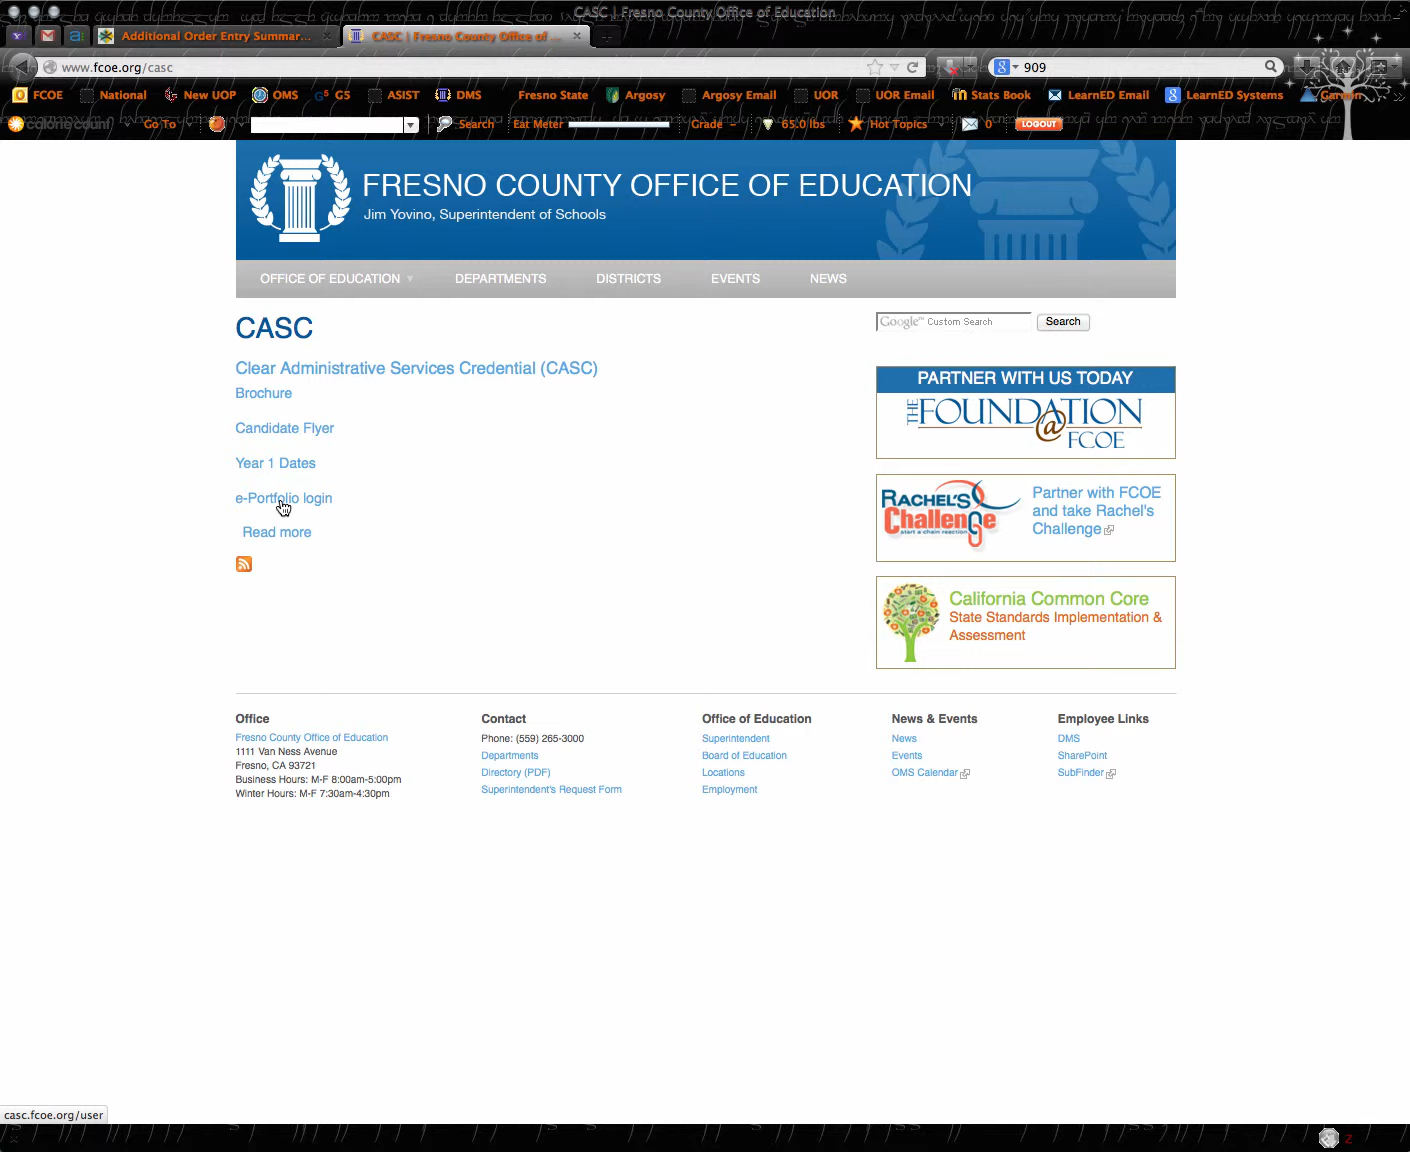 CASC | Fresno County Office of Education
Additional Order Entry Summar...
CASC | Fresno County Office of ...
www.fcoe.org/casc
909
FCOE National New UOP OMS G5 ASIST DMS Fresno State Argosy Argosy Email UOR UOR Email Stats Book LearnED Email LearnED Systems Garmin
calorie count Go To Search Eat Meter Grade – 65.0 lbs Hot Topics 0 LOGOUT
FRESNO COUNTY OFFICE OF EDUCATION
Jim Yovino, Superintendent of Schools
OFFICE OF EDUCATION DEPARTMENTS DISTRICTS EVENTS NEWS
CASC
Clear Administrative Services Credential (CASC)
Brochure
Candidate Flyer
Year 1 Dates
e-Portfolio login
Read more
Google™ Custom Search
Search
PARTNER WITH US TODAY
THE FOUNDATION
@ FCOE
RACHEL'S
Challenge
start a chain reaction
Partner with FCOE
and take Rachel's
Challenge
California Common Core
State Standards Implementation &
Assessment
Office
Fresno County Office of Education
1111 Van Ness Avenue
Fresno, CA 93721
Business Hours: M-F 8:00am-5:00pm
Winter Hours: M-F 7:30am-4:30pm
Contact
Phone: (559) 265-3000
Departments
Directory (PDF)
Superintendent's Request Form
Office of Education
Superintendent
Board of Education
Locations
Employment
News & Events
News
Events
OMS Calendar
Employee Links
DMS
SharePoint
SubFinder
casc.fcoe.org/user